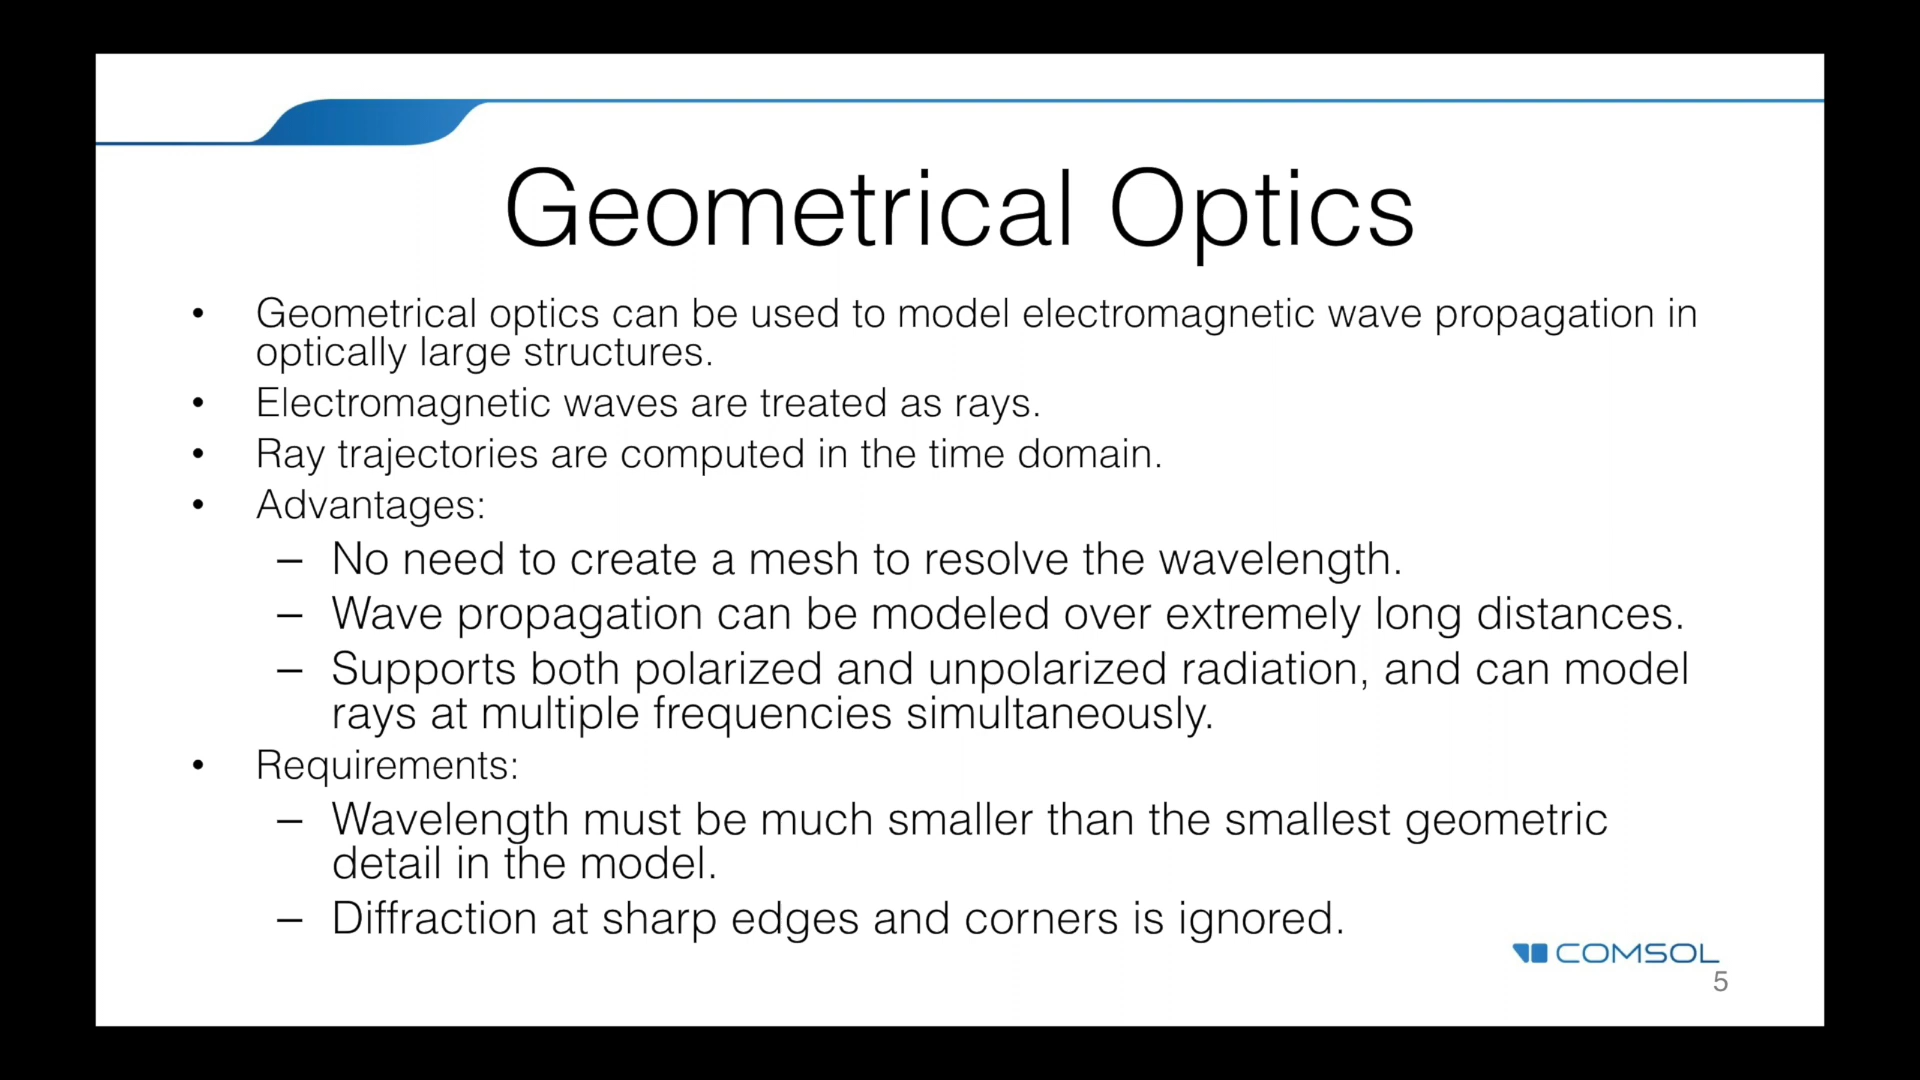 Geometrical Optics
• Geometrical optics can be used to model electromagnetic wave propagation in
optically large structures.
• Electromagnetic waves are treated as rays.
• Ray trajectories are computed in the time domain.
• Advantages:
– No need to create a mesh to resolve the wavelength.
– Wave propagation can be modeled over extremely long distances.
– Supports both polarized and unpolarized radiation, and can model
rays at multiple frequencies simultaneously.
• Requirements:
– Wavelength must be much smaller than the smallest geometric
detail in the model.
– Diffraction at sharp edges and corners is ignored.
COMSOL
5